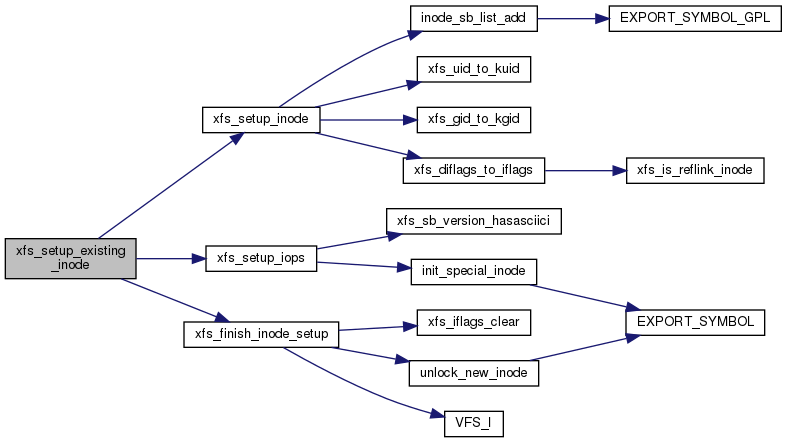 inode_sb_list_add
EXPORT_SYMBOL_GPL
xfs_uid_to_kuid
xfs_setup_inode
xfs_gid_to_kgid
xfs_diflags_to_iflags
xfs_is_reflink_inode
xfs_sb_version_hasasciici
xfs_setup_existing
_inode
xfs_setup_iops
init_special_inode
xfs_iflags_clear
EXPORT_SYMBOL
xfs_finish_inode_setup
unlock_new_inode
VFS_I